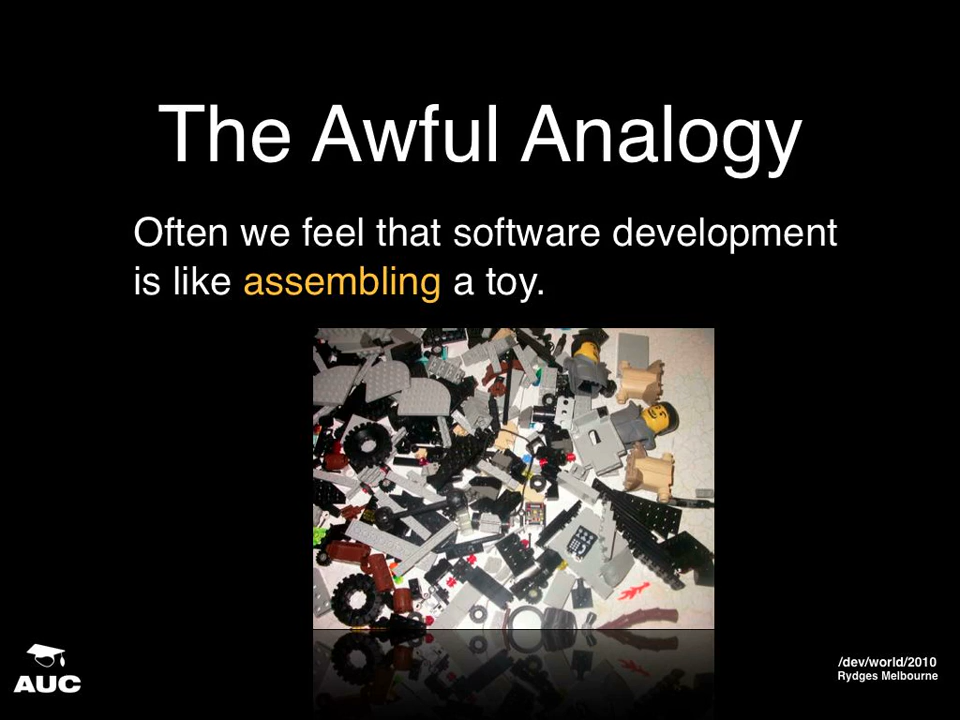 The Awful Analogy
Often we feel that software development
is like assembling a toy.
AUC
/dev/world/2010
Rydges Melbourne